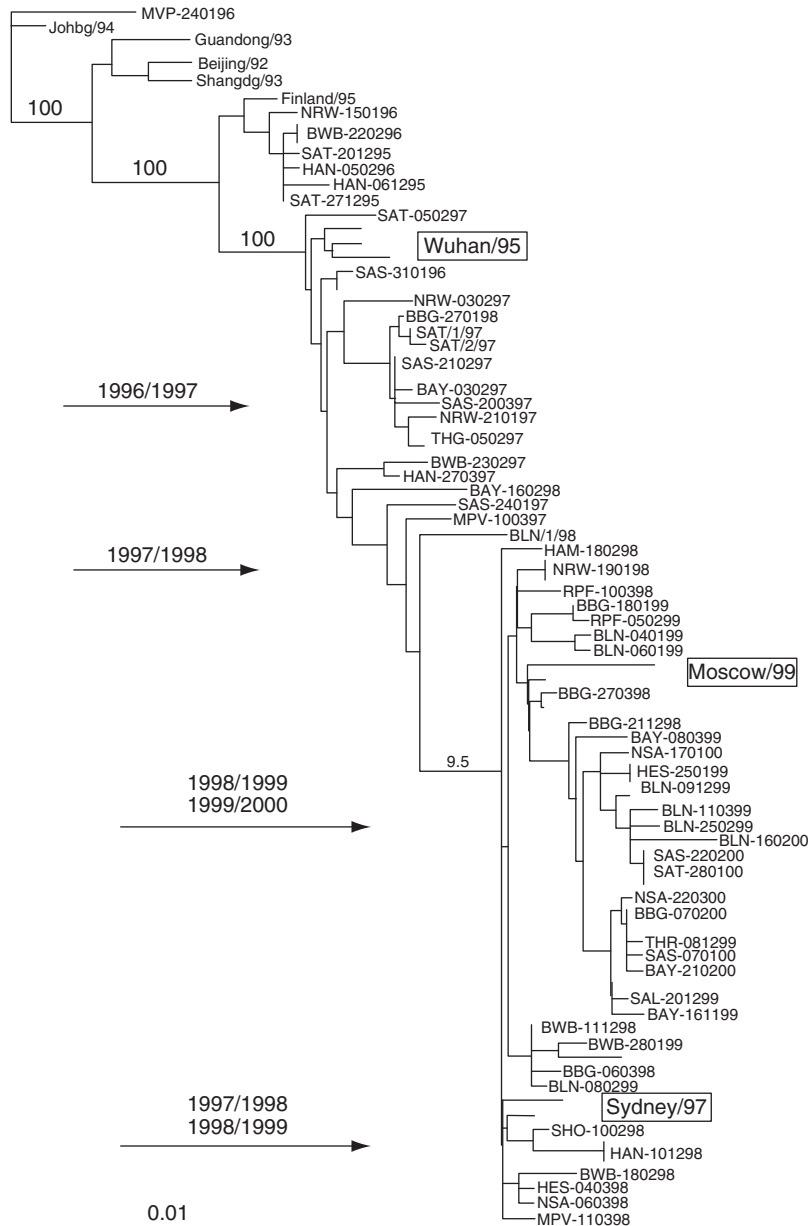 MVP-240196
Johbg/94
Guandong/93
Beijing/92
Shangdg/93
100
Finland/95
NRW-150196
BWB-220296
SAT-201295
100
HAN-050296
HAN-061295
SAT-271295
SAT-050297
100
Wuhan/95
SAS-310196
NRW-030297
BBG-270198
SAT/1/97
SAT/2/97
SAS-210297
1996/1997
BAY-030297
SAS-200397
NRW-210197
THG-050297
BWB-230297
HAN-270397
BAY-160298
SAS-240197
MPV-100397
BLN/1/98
1997/1998
HAM-180298
NRW-190198
RPF-100398
BBG-180199
RPF-050299
BLN-040199
BLN-060199
Moscow/99
BBG-270398
BBG-211298
BAY-080399
NSA-170100
9.5
HES-250199
1998/1999
BLN-091299
1999/2000
BLN-110399
BLN-250299
BLN-160200
SAS-220200
SAT-280100
NSA-220300
BBG-070200
THR-081299
SAS-070100
BAY-210200
SAL-201299
BAY-161199
BWB-111298
BWB-280199
BBG-060398
BLN-080299
1997/1998
Sydney/97
1998/1999
SHO-100298
HAN-101298
BWB-180298
HES-040398
NSA-060398
0.01
MPV-110398